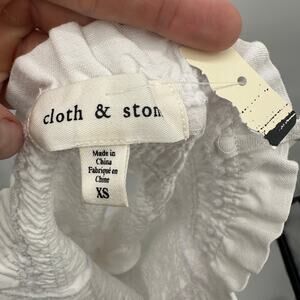 cloth & ston
Made in
China
Fabriqué en
Chine
XS